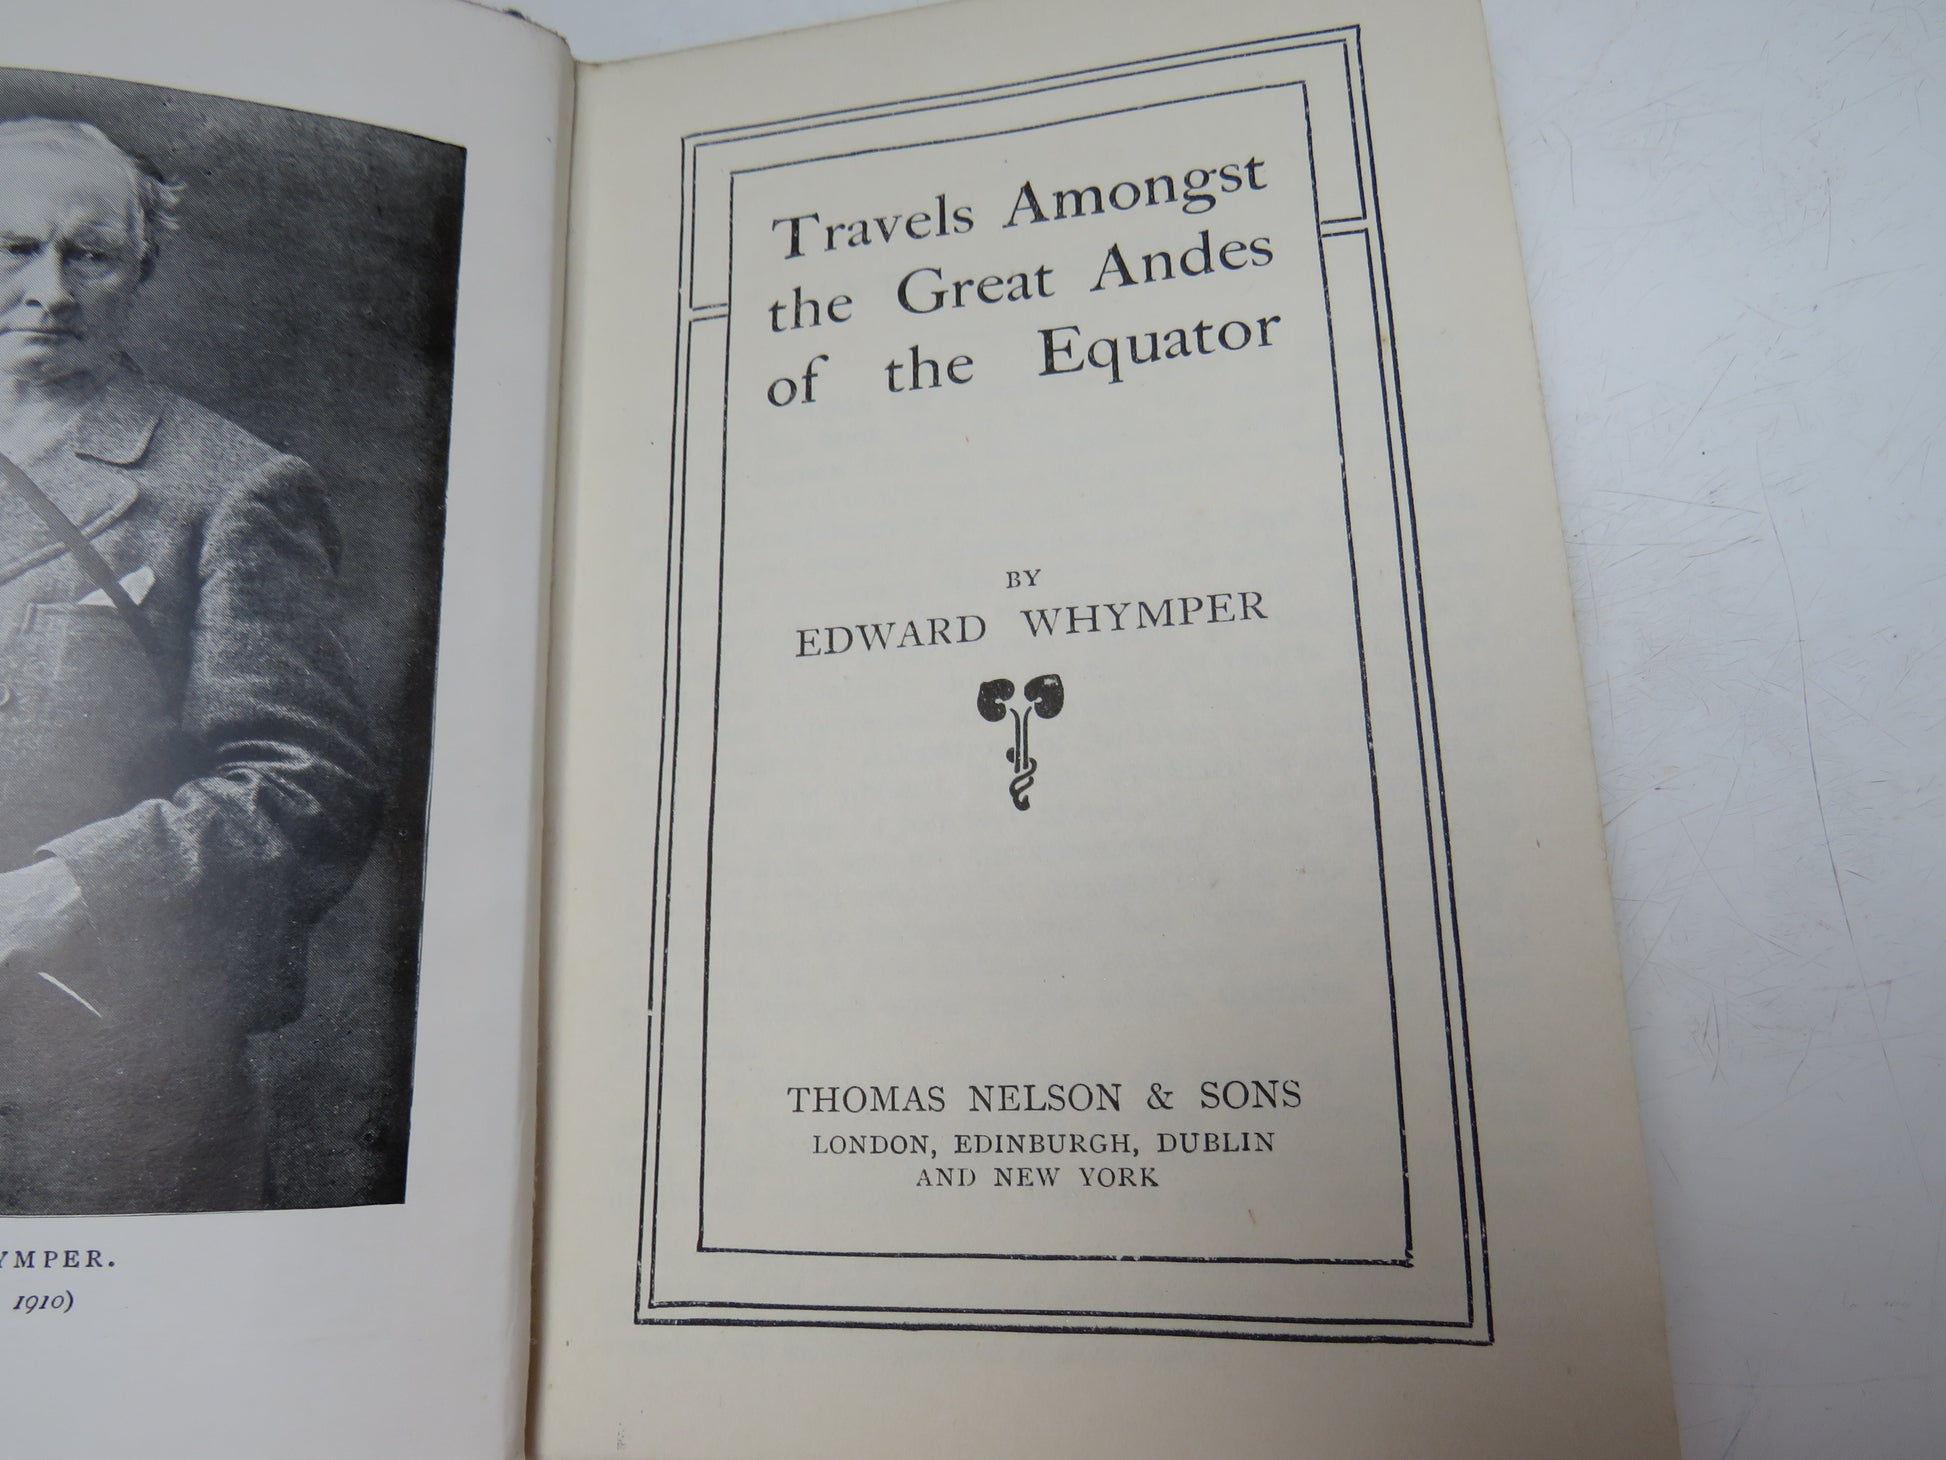 YMPER.
1910)
Travels Amongst
the Great Andes
of the Equator
BY
EDWARD WHYMPER
THOMAS NELSON & SONS
LONDON, EDINBURGH, DUBLIN
AND NEW YORK